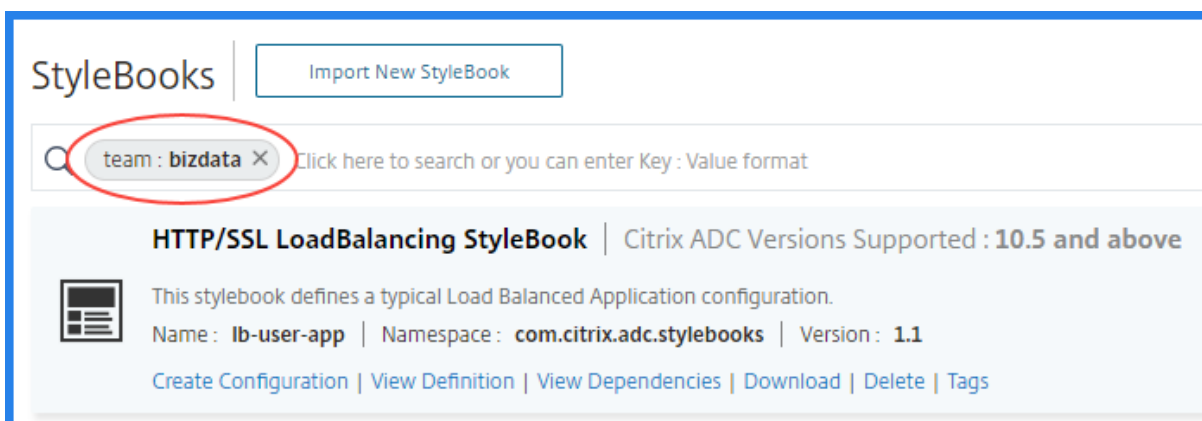 StyleBooks | Import New StyleBook
team : bizdata × Click here to search or you can enter Key : Value format
HTTP/SSL LoadBalancing StyleBook | Citrix ADC Versions Supported : 10.5 and above
This stylebook defines a typical Load Balanced Application configuration.
Name : lb-user-app | Namespace : com.citrix.adc.stylebooks | Version : 1.1
Create Configuration | View Definition | View Dependencies | Download | Delete | Tags